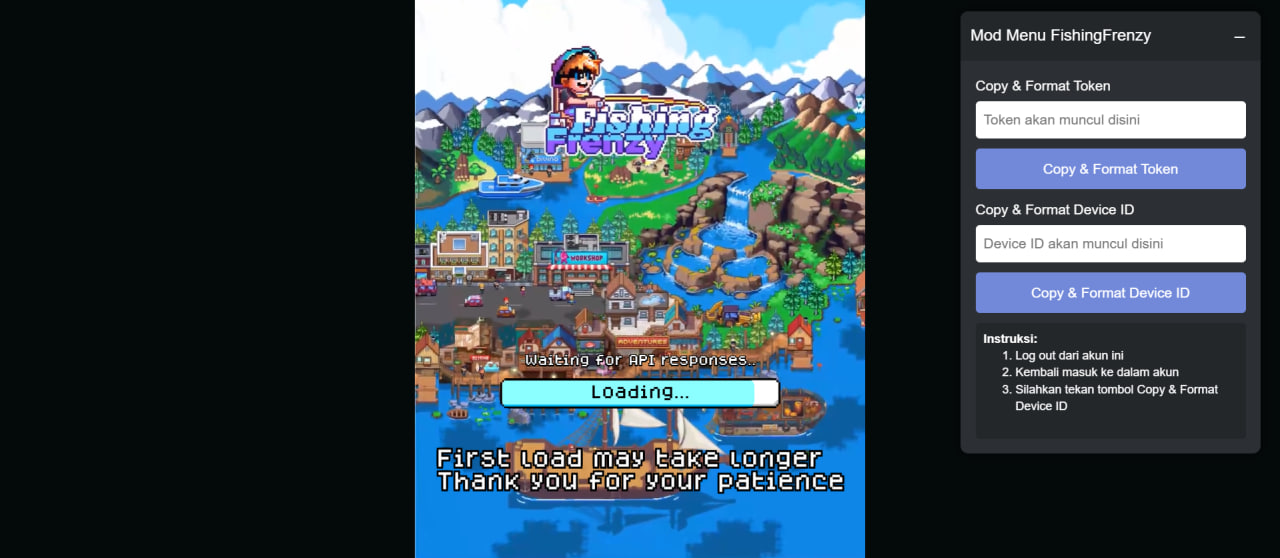 Fishing
Frenzy
DIVING
WORKSHOP
ADVENTURES
Waiting for API responses...
Loading...
First load may take longer
Thank you for your patience
Mod Menu FishingFrenzy
Copy & Format Token
Token akan muncul disini
Copy & Format Token
Copy & Format Device ID
Device ID akan muncul disini
Copy & Format Device ID
Instruksi:
1. Log out dari akun ini
2. Kembali masuk ke dalam akun
3. Silahkan tekan tombol Copy & Format
Device ID